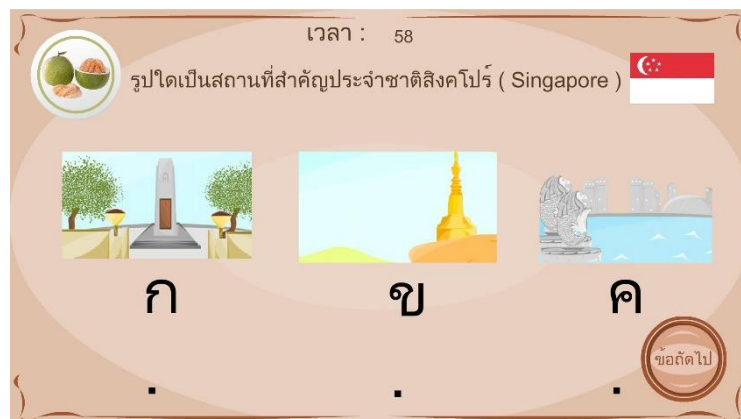 เวลา : 58
รูปใดเป็นสถานที่สำคัญประจำชาติสิงคโปร์ ( Singapore )
ก ข ค
. . .
ข้อถัดไป